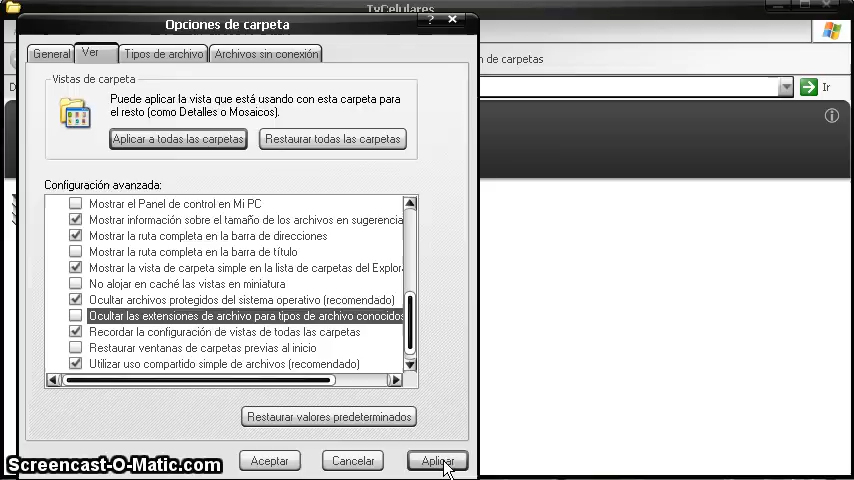 TyCelulares
Opciones de carpeta
?
General
Ver
Tipos de archivo
Archivos sin conexión
n de carpetas
Vistas de carpeta
Puede aplicar la vista que está usando con esta carpeta para
el resto (como Detalles o Mosaicos).
Aplicar a todas las carpetas
Restaurar todas las carpetas
D
Ir
Configuración avanzada:
Mostrar el Panel de control en Mi PC
Mostrar información sobre el tamaño de los archivos en sugerencia
Mostrar la ruta completa en la barra de direcciones
Mostrar la ruta completa en la barra de título
Mostrar la vista de carpeta simple en la lista de carpetas del Explora
No alojar en caché las vistas en miniatura
Ocultar archivos protegidos del sistema operativo (recomendado)
Ocultar las extensiones de archivo para tipos de archivo conocidos
Recordar la configuración de vistas de todas las carpetas
Restaurar ventanas de carpetas previas al inicio
Utilizar uso compartido simple de archivos (recomendado)
Restaurar valores predeterminados
Aceptar
Cancelar
Aplicar
Screencast-O-Matic.com